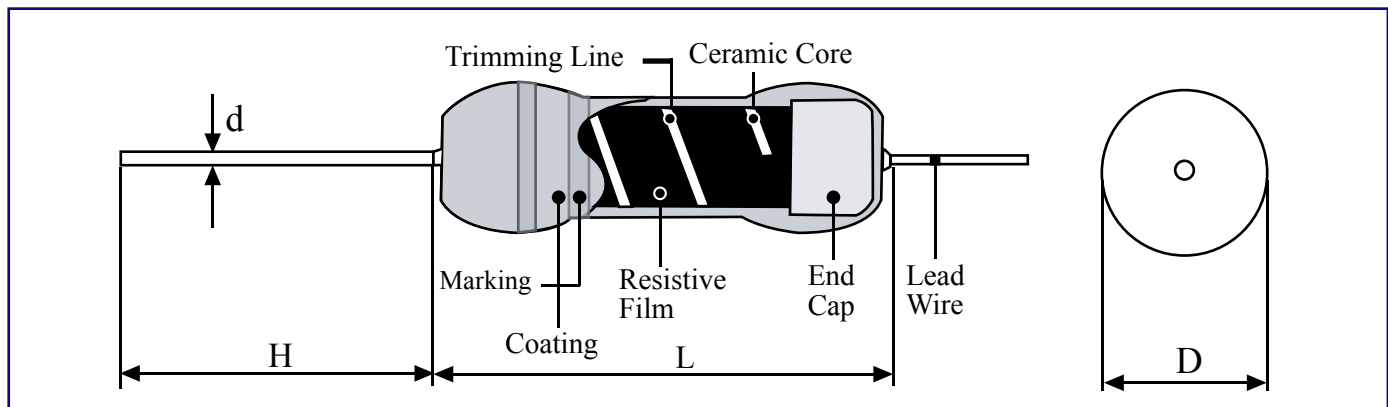 Trimming Line
Ceramic Core
d
Marking
Resistive
Film
End
Cap
Lead
Wire
Coating
H
L
D